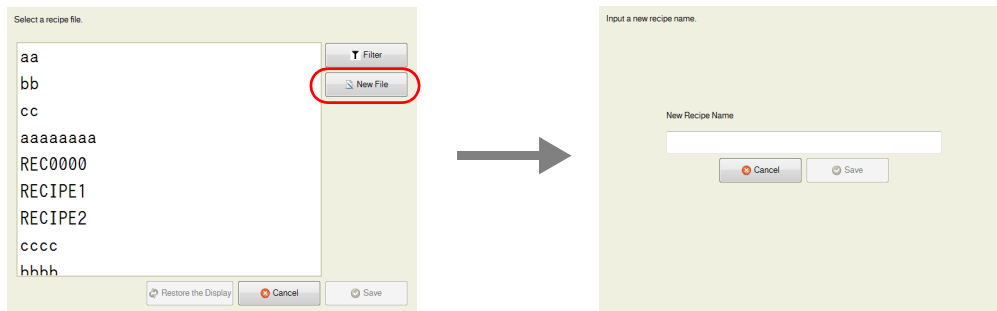 Select a recipe file.
aa
bb
cc
aaaaaaaa
REC0000
RECIPE1
RECIPE2
cccc
bbbb
Filter
New File
Restore the Display
Cancel
Save
Input a new recipe name.
New Recipe Name
Cancel
Save